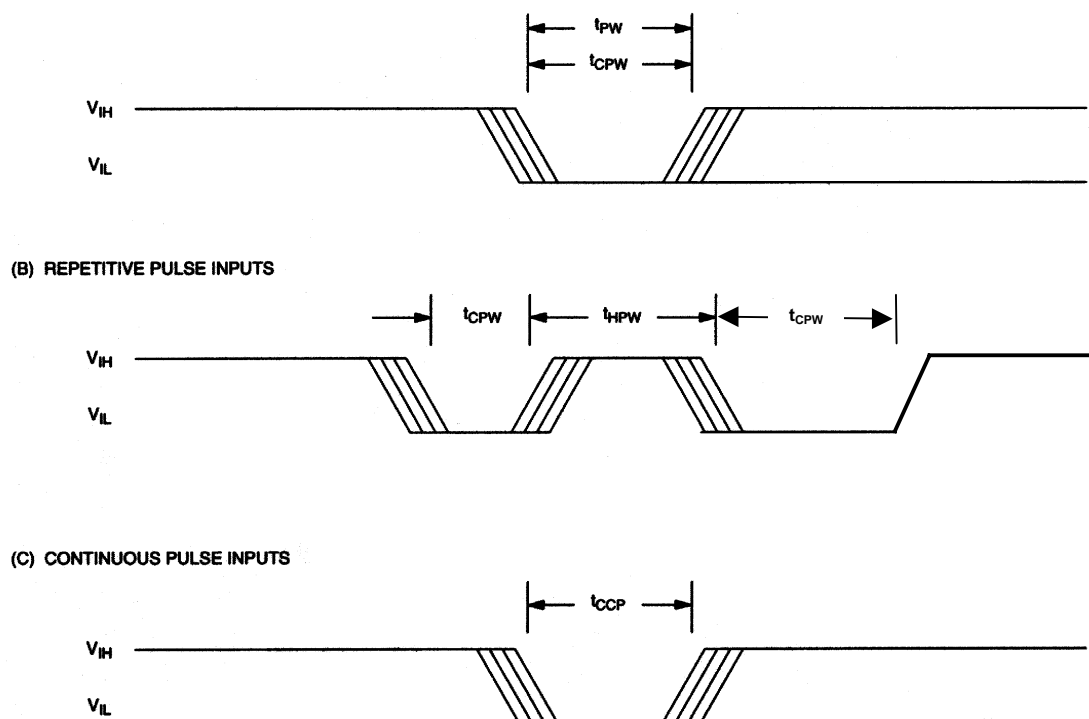 tPW
tCPW
VIH
VIL
(B) REPETITIVE PULSE INPUTS
tCPW tHPW tCPW
VIH
VIL
(C) CONTINUOUS PULSE INPUTS
tCCP
VIH
VIL